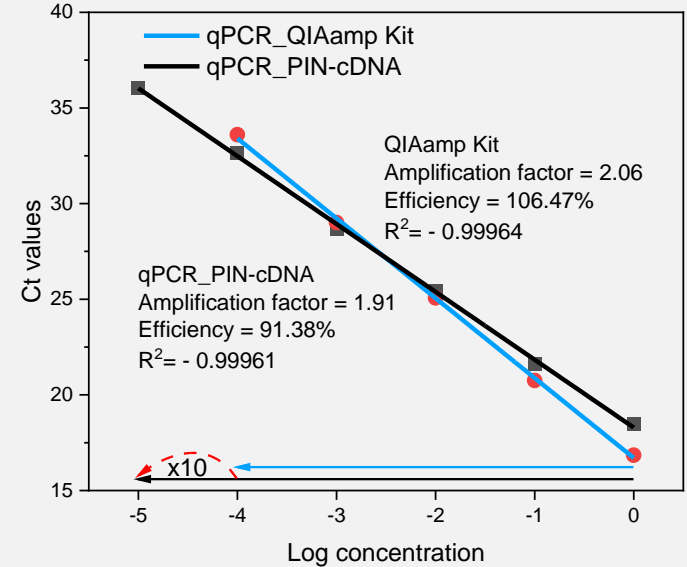 40
35
30
25
20
15
Ct values
qPCR_QIAamp Kit
qPCR_PIN-cDNA
QIAamp Kit
Amplification factor = 2.06
Efficiency = 106.47%
R²= - 0.99964
qPCR_PIN-cDNA
Amplification factor = 1.91
Efficiency = 91.38%
R²= - 0.99961
x10
-5 -4 -3 -2 -1 0
Log concentration